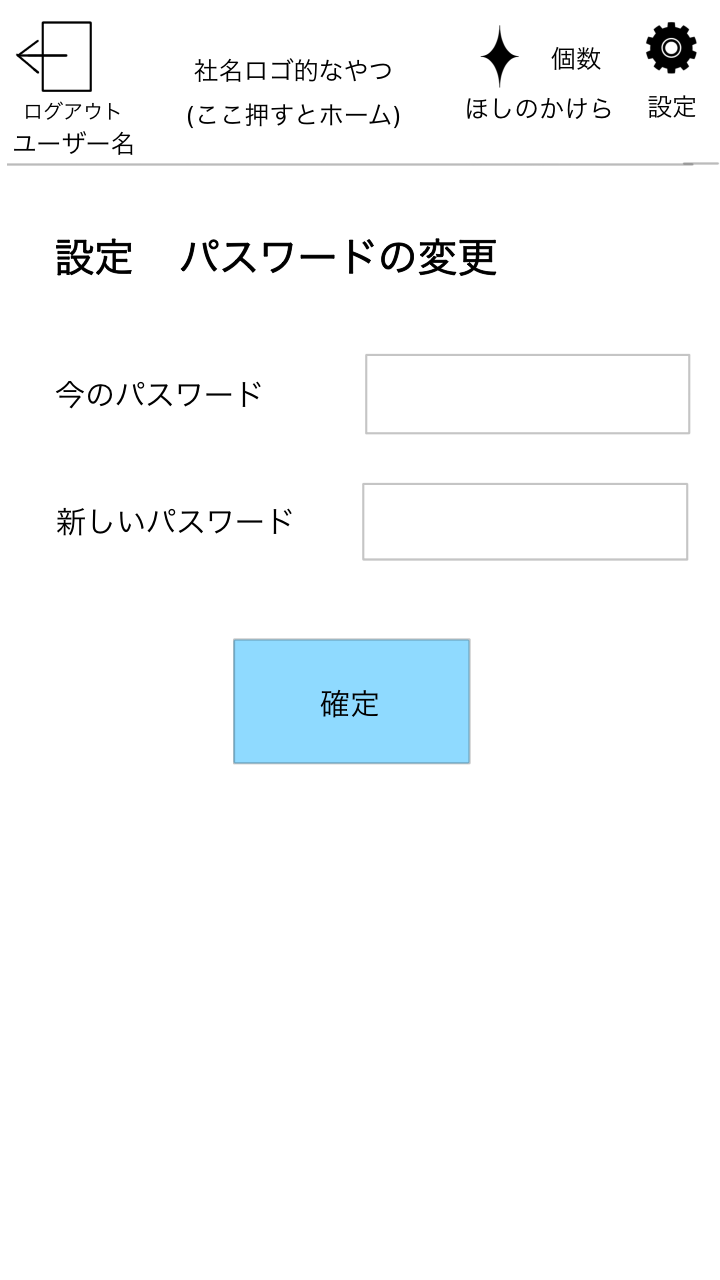 社名ロゴ的なやつ
(ここ押すとホーム)
個数
ほしのかけら
設定
ログアウト
ユーザー名
設定　パスワードの変更
今のパスワード
新しいパスワード
確定